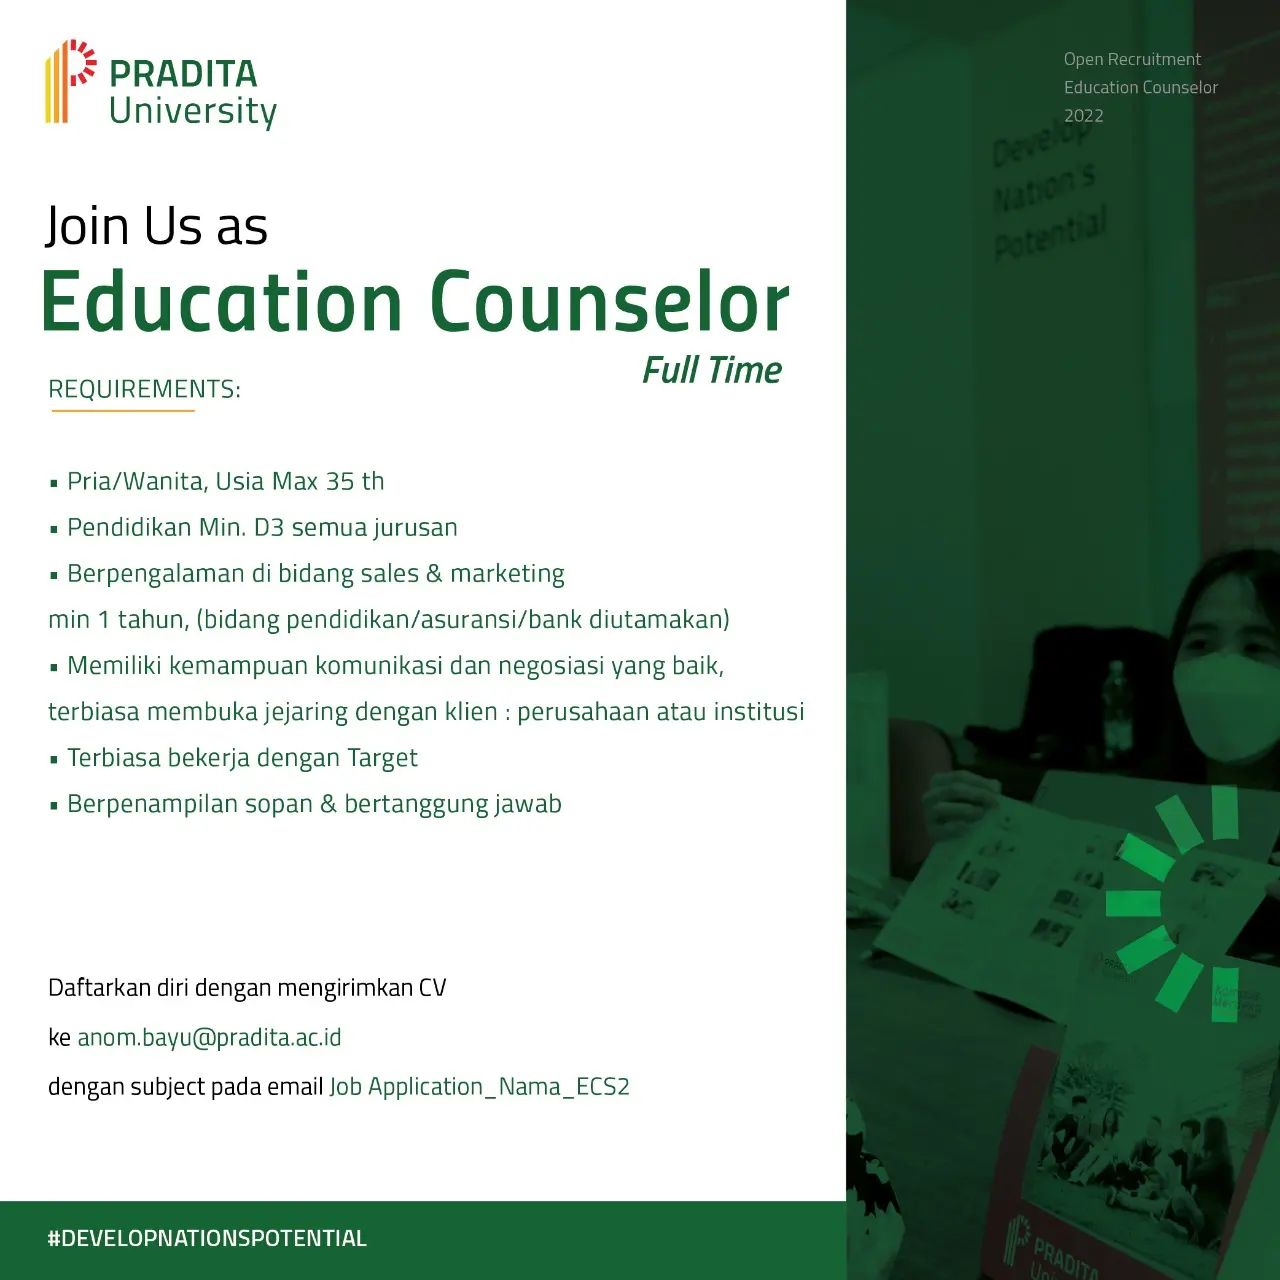 PRADITA
University
Open Recruitment
Education Counselor
2022
Develop
Nation's
Potential
Join Us as
Education Counselor
Full Time
REQUIREMENTS:
▪ Pria/Wanita, Usia Max 35 th
▪ Pendidikan Min. D3 semua jurusan
▪ Berpengalaman di bidang sales & marketing
min 1 tahun, (bidang pendidikan/asuransi/bank diutamakan)
▪ Memiliki kemampuan komunikasi dan negosiasi yang baik,
terbiasa membuka jejaring dengan klien : perusahaan atau institusi
▪ Terbiasa bekerja dengan Target
▪ Berpenampilan sopan & bertanggung jawab
Daftarkan diri dengan mengirimkan CV
ke anom.bayu@pradita.ac.id
dengan subject pada email Job Application_Nama_ECS2
Kampus
Merdeka
PRADITA
#DEVELOPNATIONSPOTENTIAL